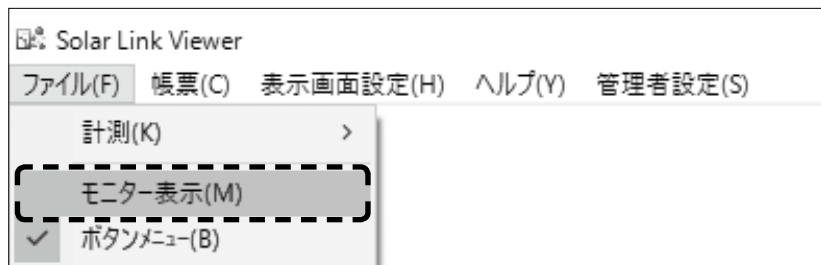 Solar Link Viewer
ファイル(F) 帳票(C) 表示画面設定(H) ヘルプ(Y) 管理者設定(S)
計測(K)
モニター表示(M)
ボタンメニュー(B)